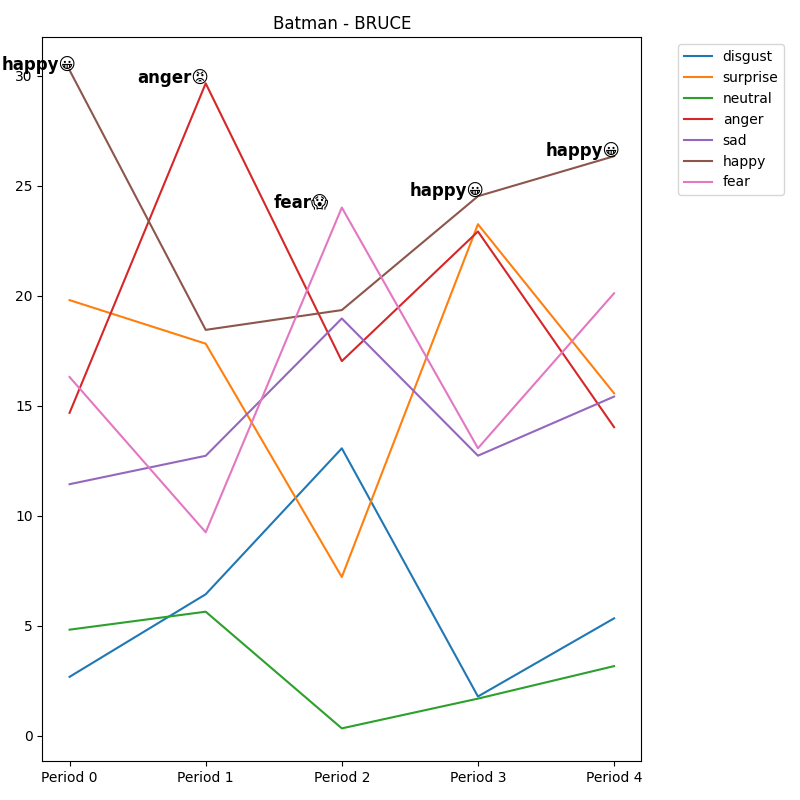 Batman - BRUCE
happy😀
anger😡
fear😱
happy😀
happy😀
30
25
20
15
10
5
0
Period 0 Period 1 Period 2 Period 3 Period 4
disgust
surprise
neutral
anger
sad
happy
fear